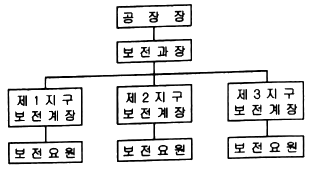 공 장 장
보 전 과 장
제 1 지 구
보 전 계 장
제 2 지 구
보 전 계 장
제 3 지 구
보 전 계 장
보 전 요 원
보 전 요 원
보 전 요 원